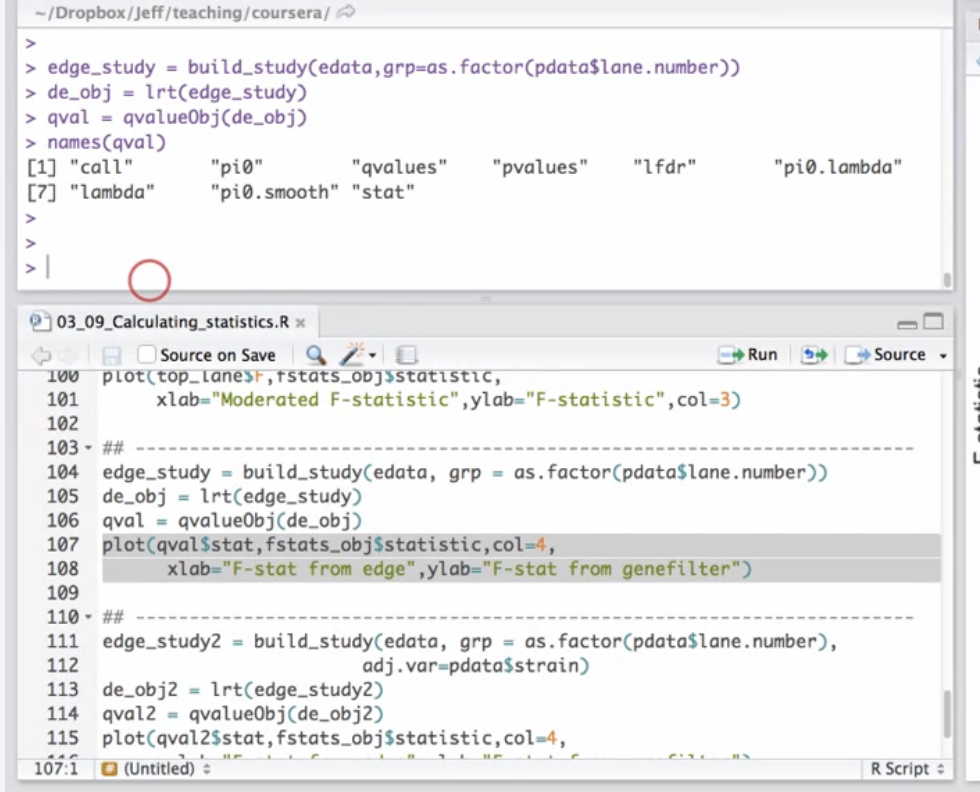 ~/Dropbox/Jeff/teaching/coursera/
>
> edge_study = build_study(edata,grp=as.factor(pdata$lane.number))
> de_obj = lrt(edge_study)
> qval = qvalueObj(de_obj)
> names(qval)
[1] "call" "pi0" "qvalues" "pvalues" "lfdr" "pi0.lambda"
[7] "lambda" "pi0.smooth" "stat"
>
>
>
03_09_Calculating_statistics.R
Source on Save Run Source
100 plot(top_lane$F,fstats_obj$statistic,
101 xlab="Moderated F-statistic",ylab="F-statistic",col=3)
102
103 ## -----------------------------------------------------------------------
104 edge_study = build_study(edata, grp = as.factor(pdata$lane.number))
105 de_obj = lrt(edge_study)
106 qval = qvalueObj(de_obj)
107 plot(qval$stat,fstats_obj$statistic,col=4,
108 xlab="F-stat from edge",ylab="F-stat from genefilter")
109
110 ## -----------------------------------------------------------------------
111 edge_study2 = build_study(edata, grp = as.factor(pdata$lane.number),
112 adj.var=pdata$strain)
113 de_obj2 = lrt(edge_study2)
114 qval2 = qvalueObj(de_obj2)
115 plot(qval2$stat,fstats_obj$statistic,col=4,
107:1 (Untitled) R Script